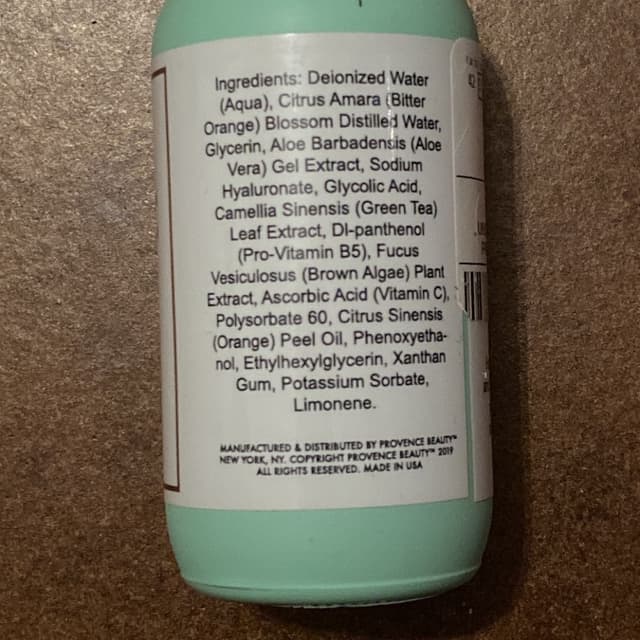 Ingredients: Deionized Water
(Aqua), Citrus Amara (Bitter
Orange) Blossom Distilled Water,
Glycerin, Aloe Barbadensis (Aloe
Vera) Gel Extract, Sodium
Hyaluronate, Glycolic Acid,
Camellia Sinensis (Green Tea)
Leaf Extract, Dl-panthenol
(Pro-Vitamin B5), Fucus
Vesiculosus (Brown Algae) Plant
Extract, Ascorbic Acid (Vitamin C),
Polysorbate 60, Citrus Sinensis
(Orange) Peel Oil, Phenoxyetha-
nol, Ethylhexylglycerin, Xanthan
Gum, Potassium Sorbate,
Limonene.
MANUFACTURED & DISTRIBUTED BY PROVENCE BEAUTY™
NEW YORK, NY. COPYRIGHT PROVENCE BEAUTY™ 2019
ALL RIGHTS RESERVED. MADE IN USA